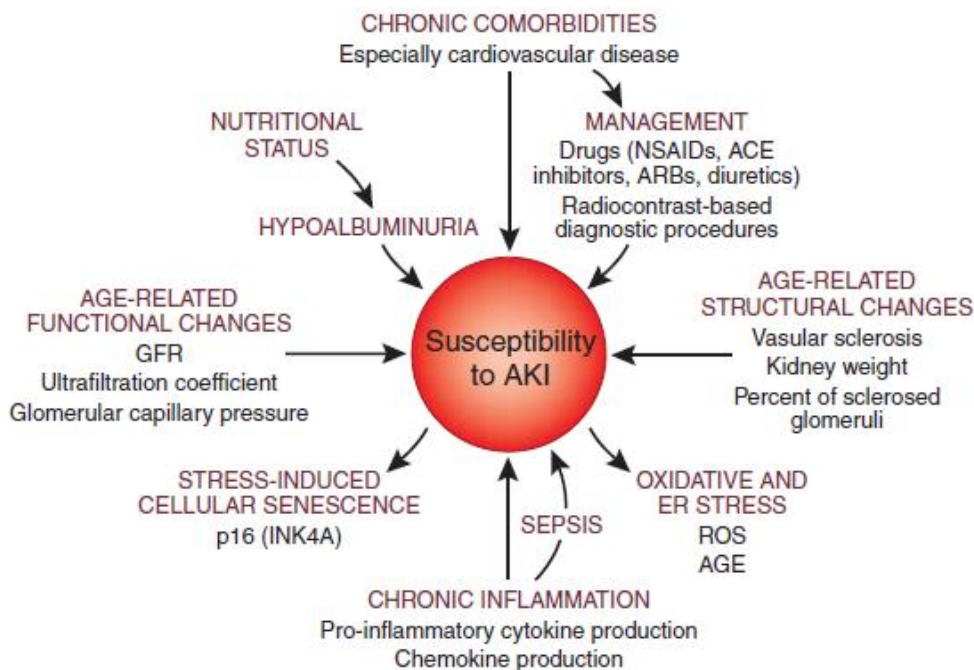 CHRONIC COMORBIDITIES
Especially cardiovascular disease
NUTRITIONAL
STATUS
MANAGEMENT
Drugs (NSAIDs, ACE
inhibitors, ARBs, diuretics)
Radiocontrast-based
diagnostic procedures
HYPOALBUMINURIA
AGE-RELATED
FUNCTIONAL CHANGES
GFR
Ultrafiltration coefficient
Glomerular capillary pressure
Susceptibility
to AKI
AGE-RELATED
STRUCTURAL CHANGES
Vascular sclerosis
Kidney weight
Percent of sclerosed
glomeruli
STRESS-INDUCED
CELLULAR SENESCENCE
p16 (INK4A)
SEPSIS
OXIDATIVE AND
ER STRESS
ROS
AGE
CHRONIC INFLAMMATION
Pro-inflammatory cytokine production
Chemokine production